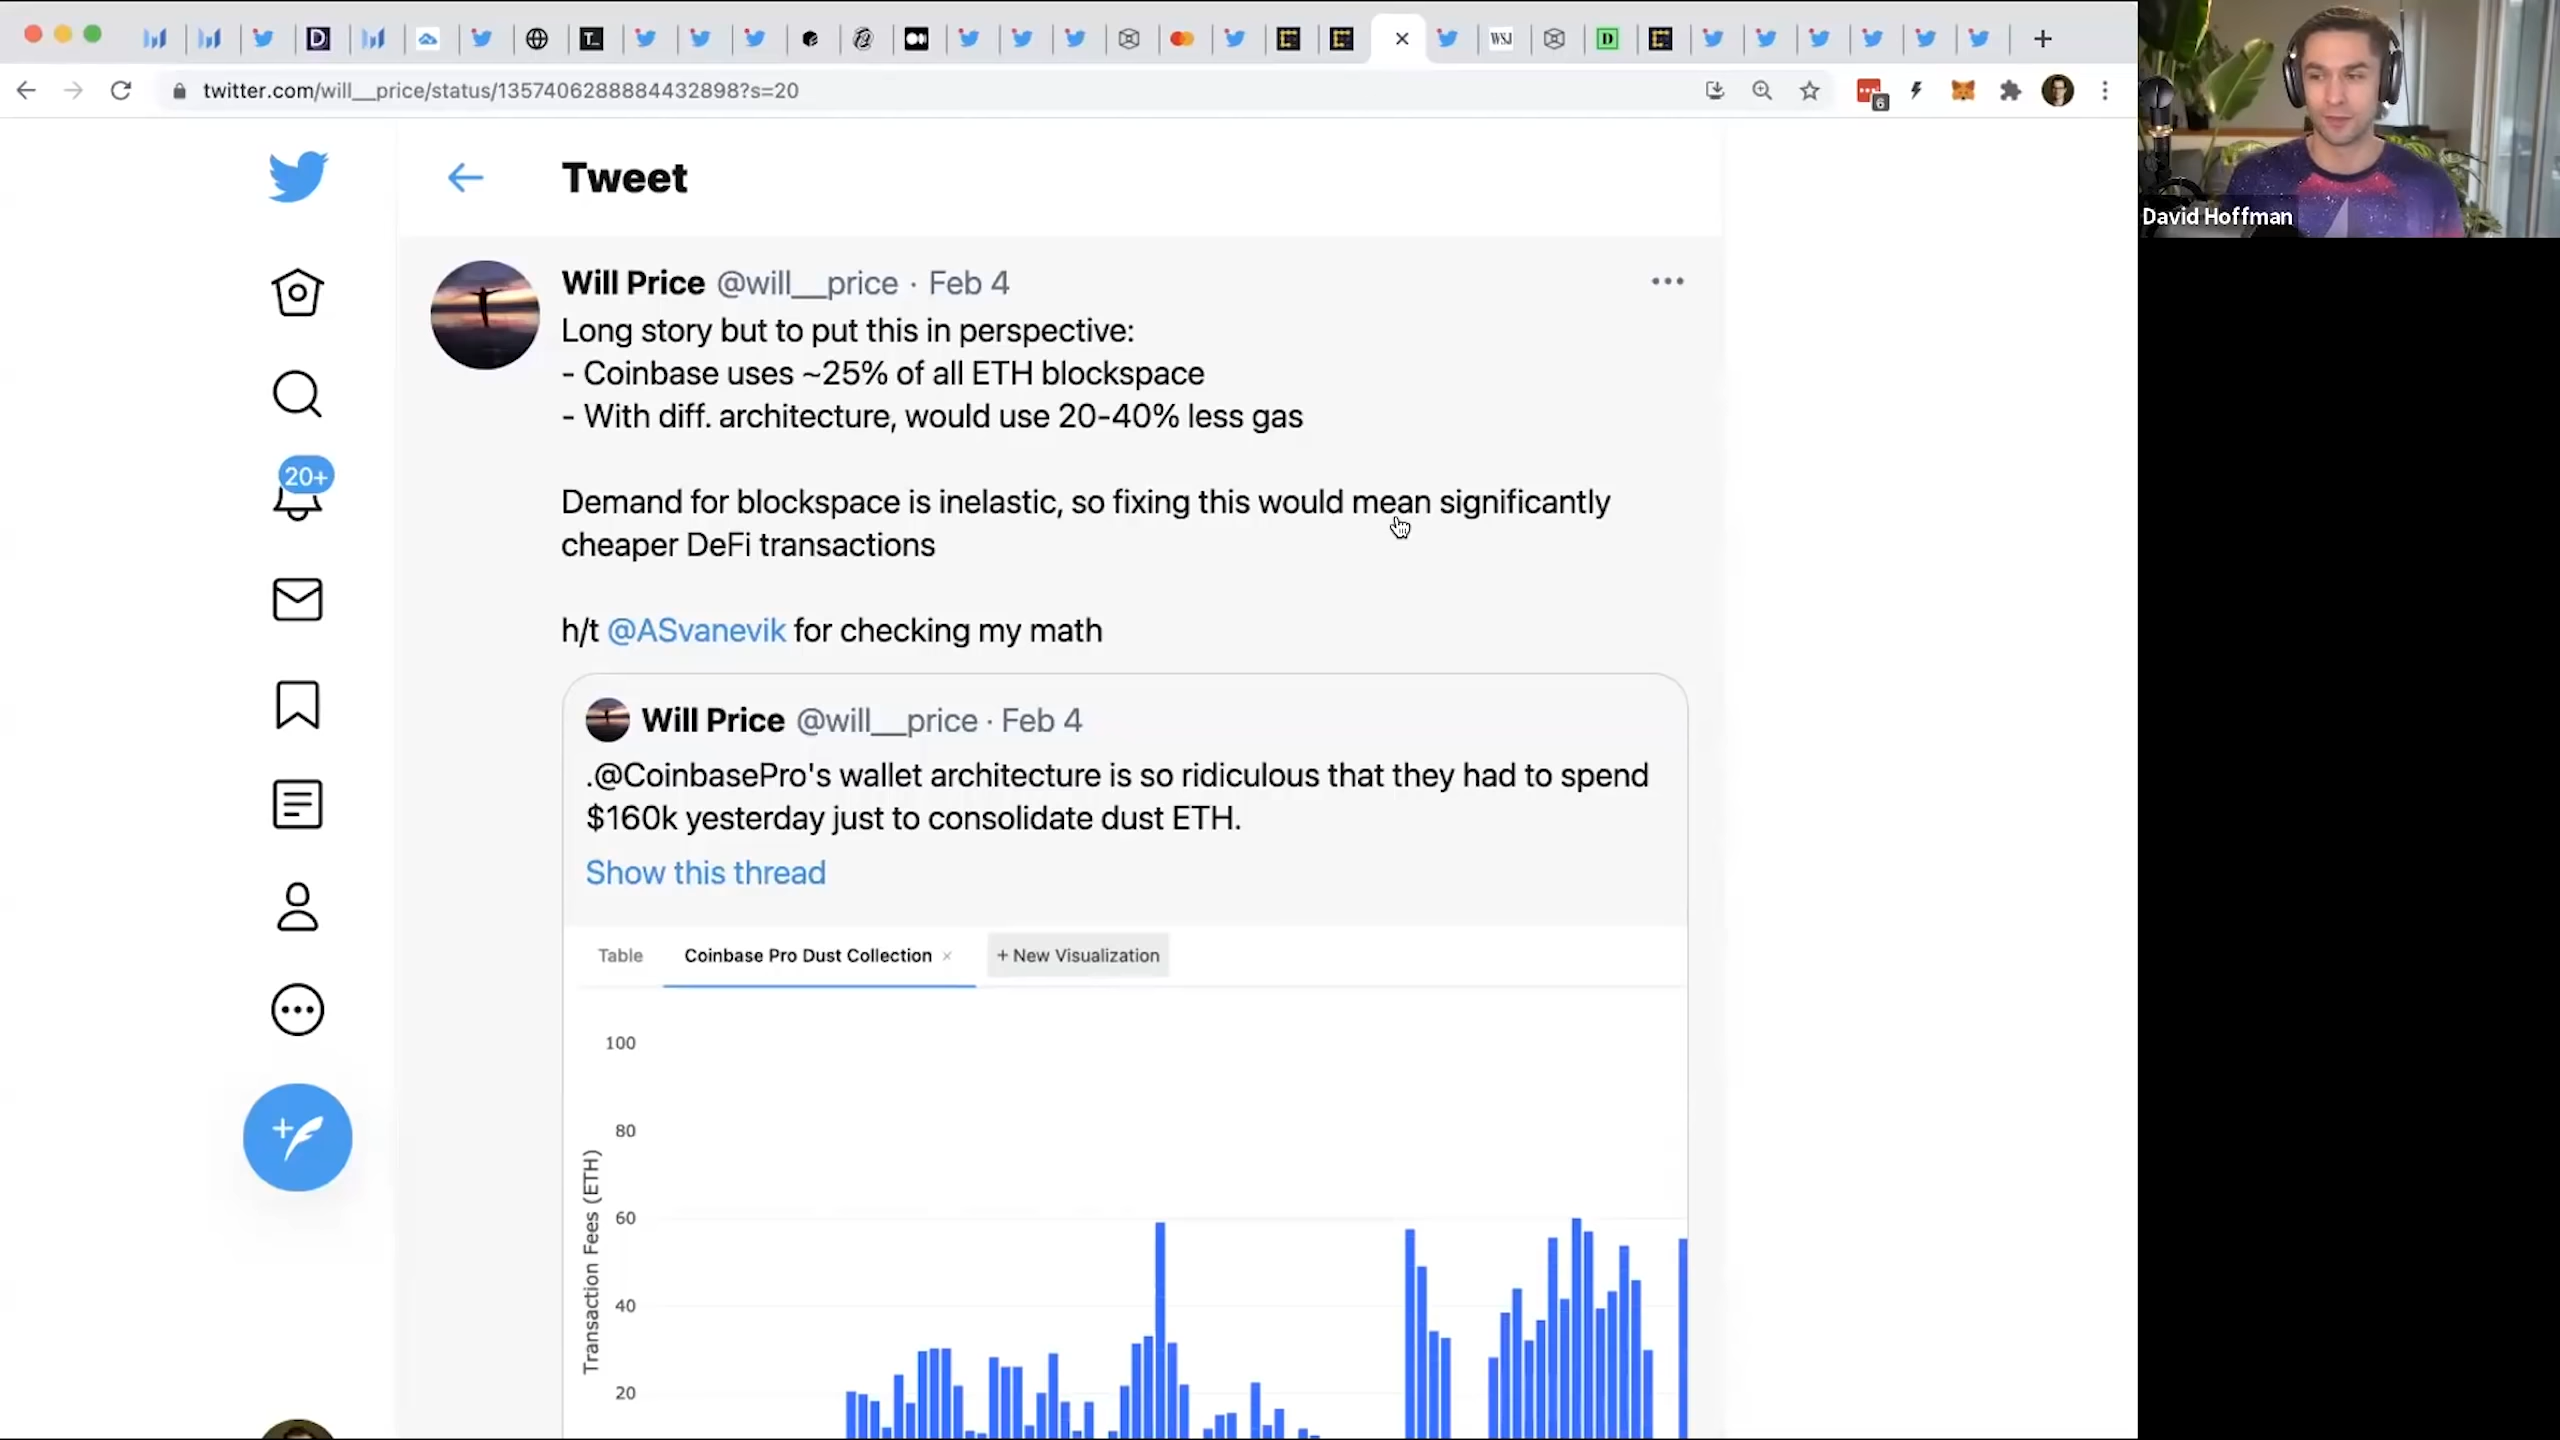 WSJ
twitter.com/will__price/status/1357406288884432898?s=20
6
David Hoffman
Tweet
20+
Will Price @will__price · Feb 4
Long story but to put this in perspective:
- Coinbase uses ~25% of all ETH blockspace
- With diff. architecture, would use 20-40% less gas
Demand for blockspace is inelastic, so fixing this would mean significantly
cheaper DeFi transactions
h/t @ASvanevik for checking my math
Will Price @will__price · Feb 4
.@CoinbasePro's wallet architecture is so ridiculous that they had to spend
$160k yesterday just to consolidate dust ETH.
Show this thread
Table Coinbase Pro Dust Collection × + New Visualization
Transaction Fees (ETH)
100
80
60
40
20